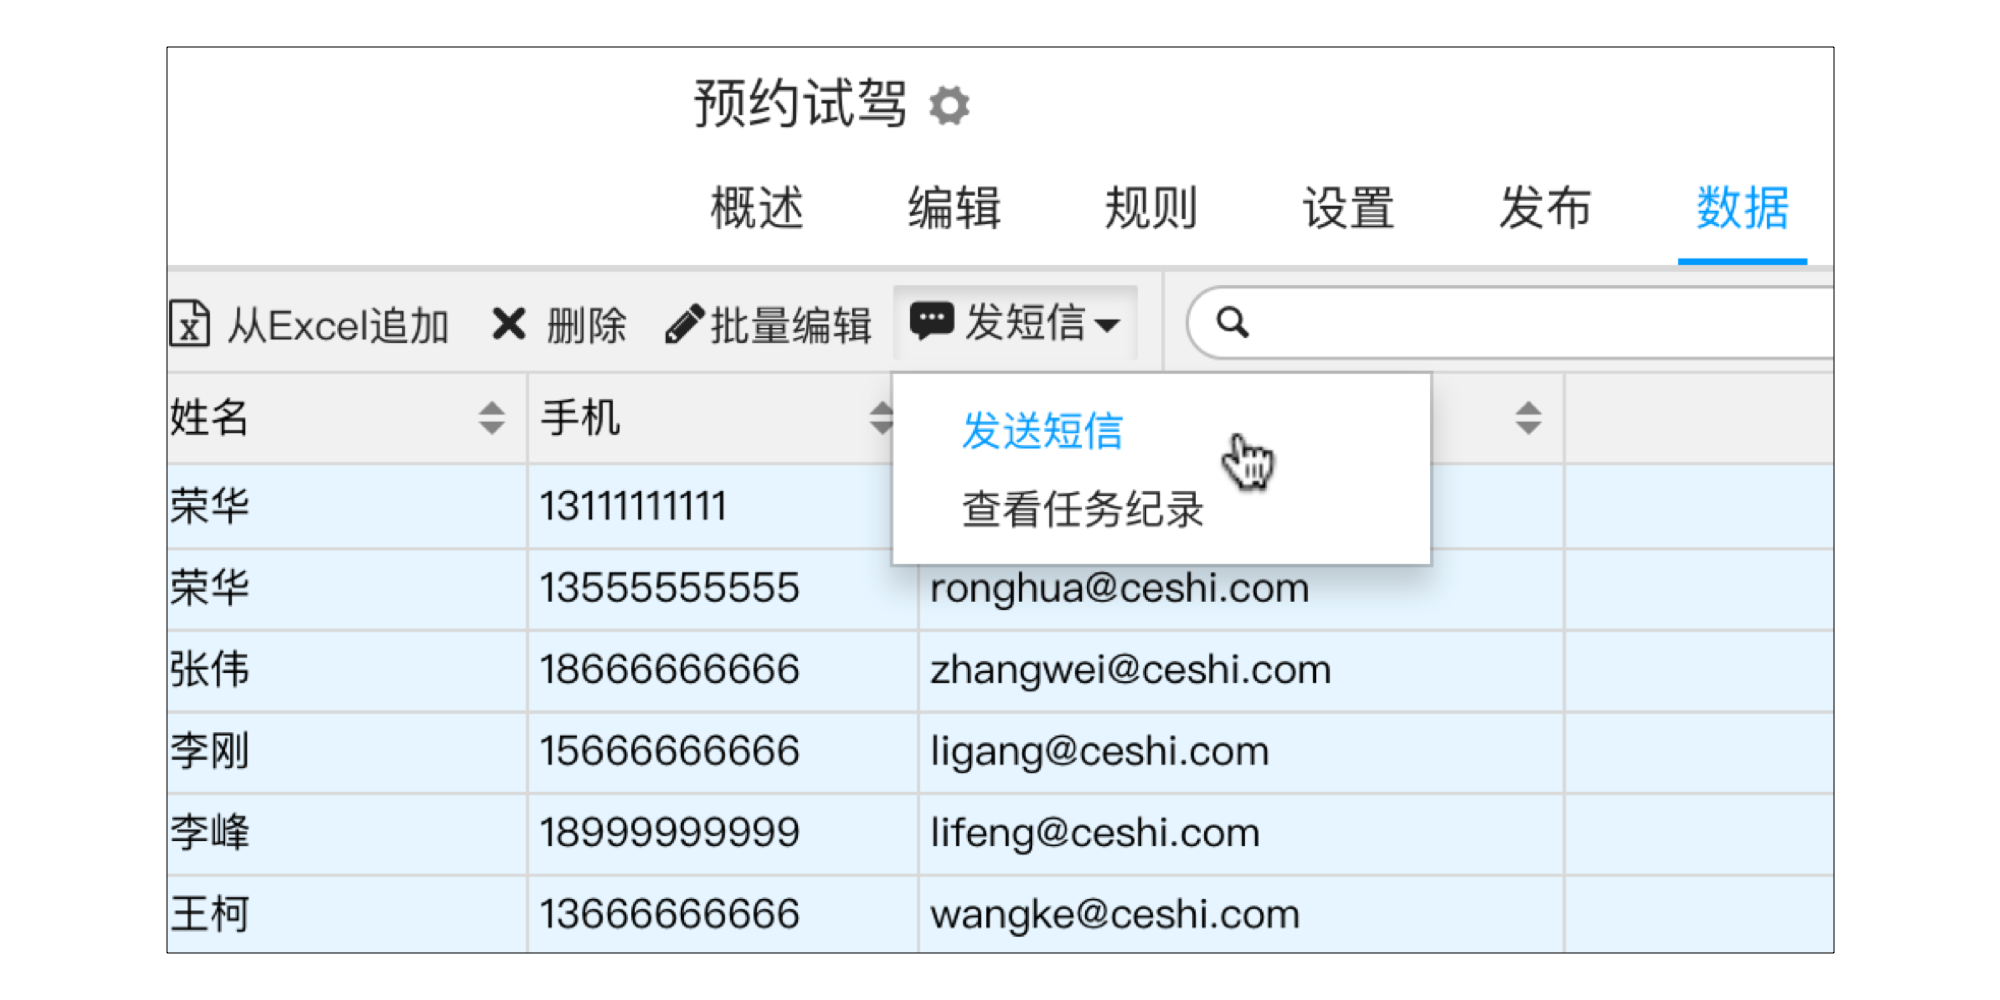 预约试驾
概述 编辑 规则 设置 发布 数据
从Excel追加 删除 批量编辑 发短信
姓名 手机
发送短信
查看任务纪录
荣华 13111111111
荣华 13555555555 ronghua@ceshi.com
张伟 18666666666 zhangwei@ceshi.com
李刚 15666666666 ligang@ceshi.com
李峰 18999999999 lifeng@ceshi.com
王柯 13666666666 wangke@ceshi.com